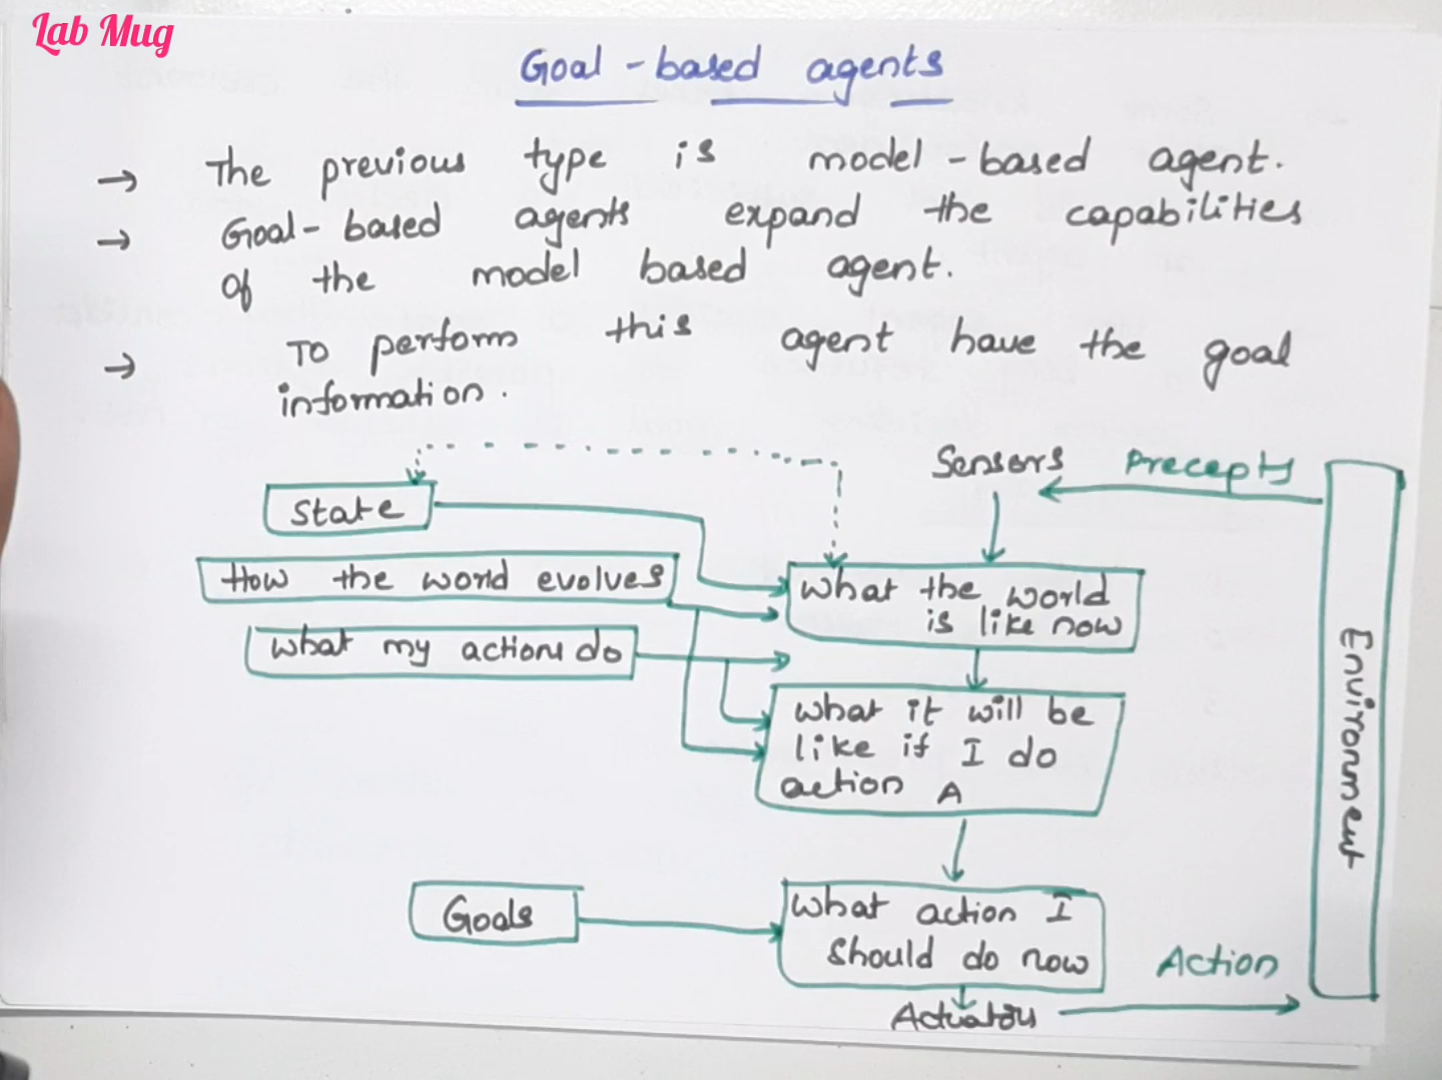 Lab Mug
Goal-based agents
→ The previous type is model-based agent.
→ Goal-based agents expand the capabilities
of the model based agent.
→ To perform this agent have the goal
information.
Sensors
Precepts
State
How the world evolves
what my actions do
what the world
is like now
what it will be
like if I do
action A
Goals
What action I
should do now
Action
Actuators
Environment